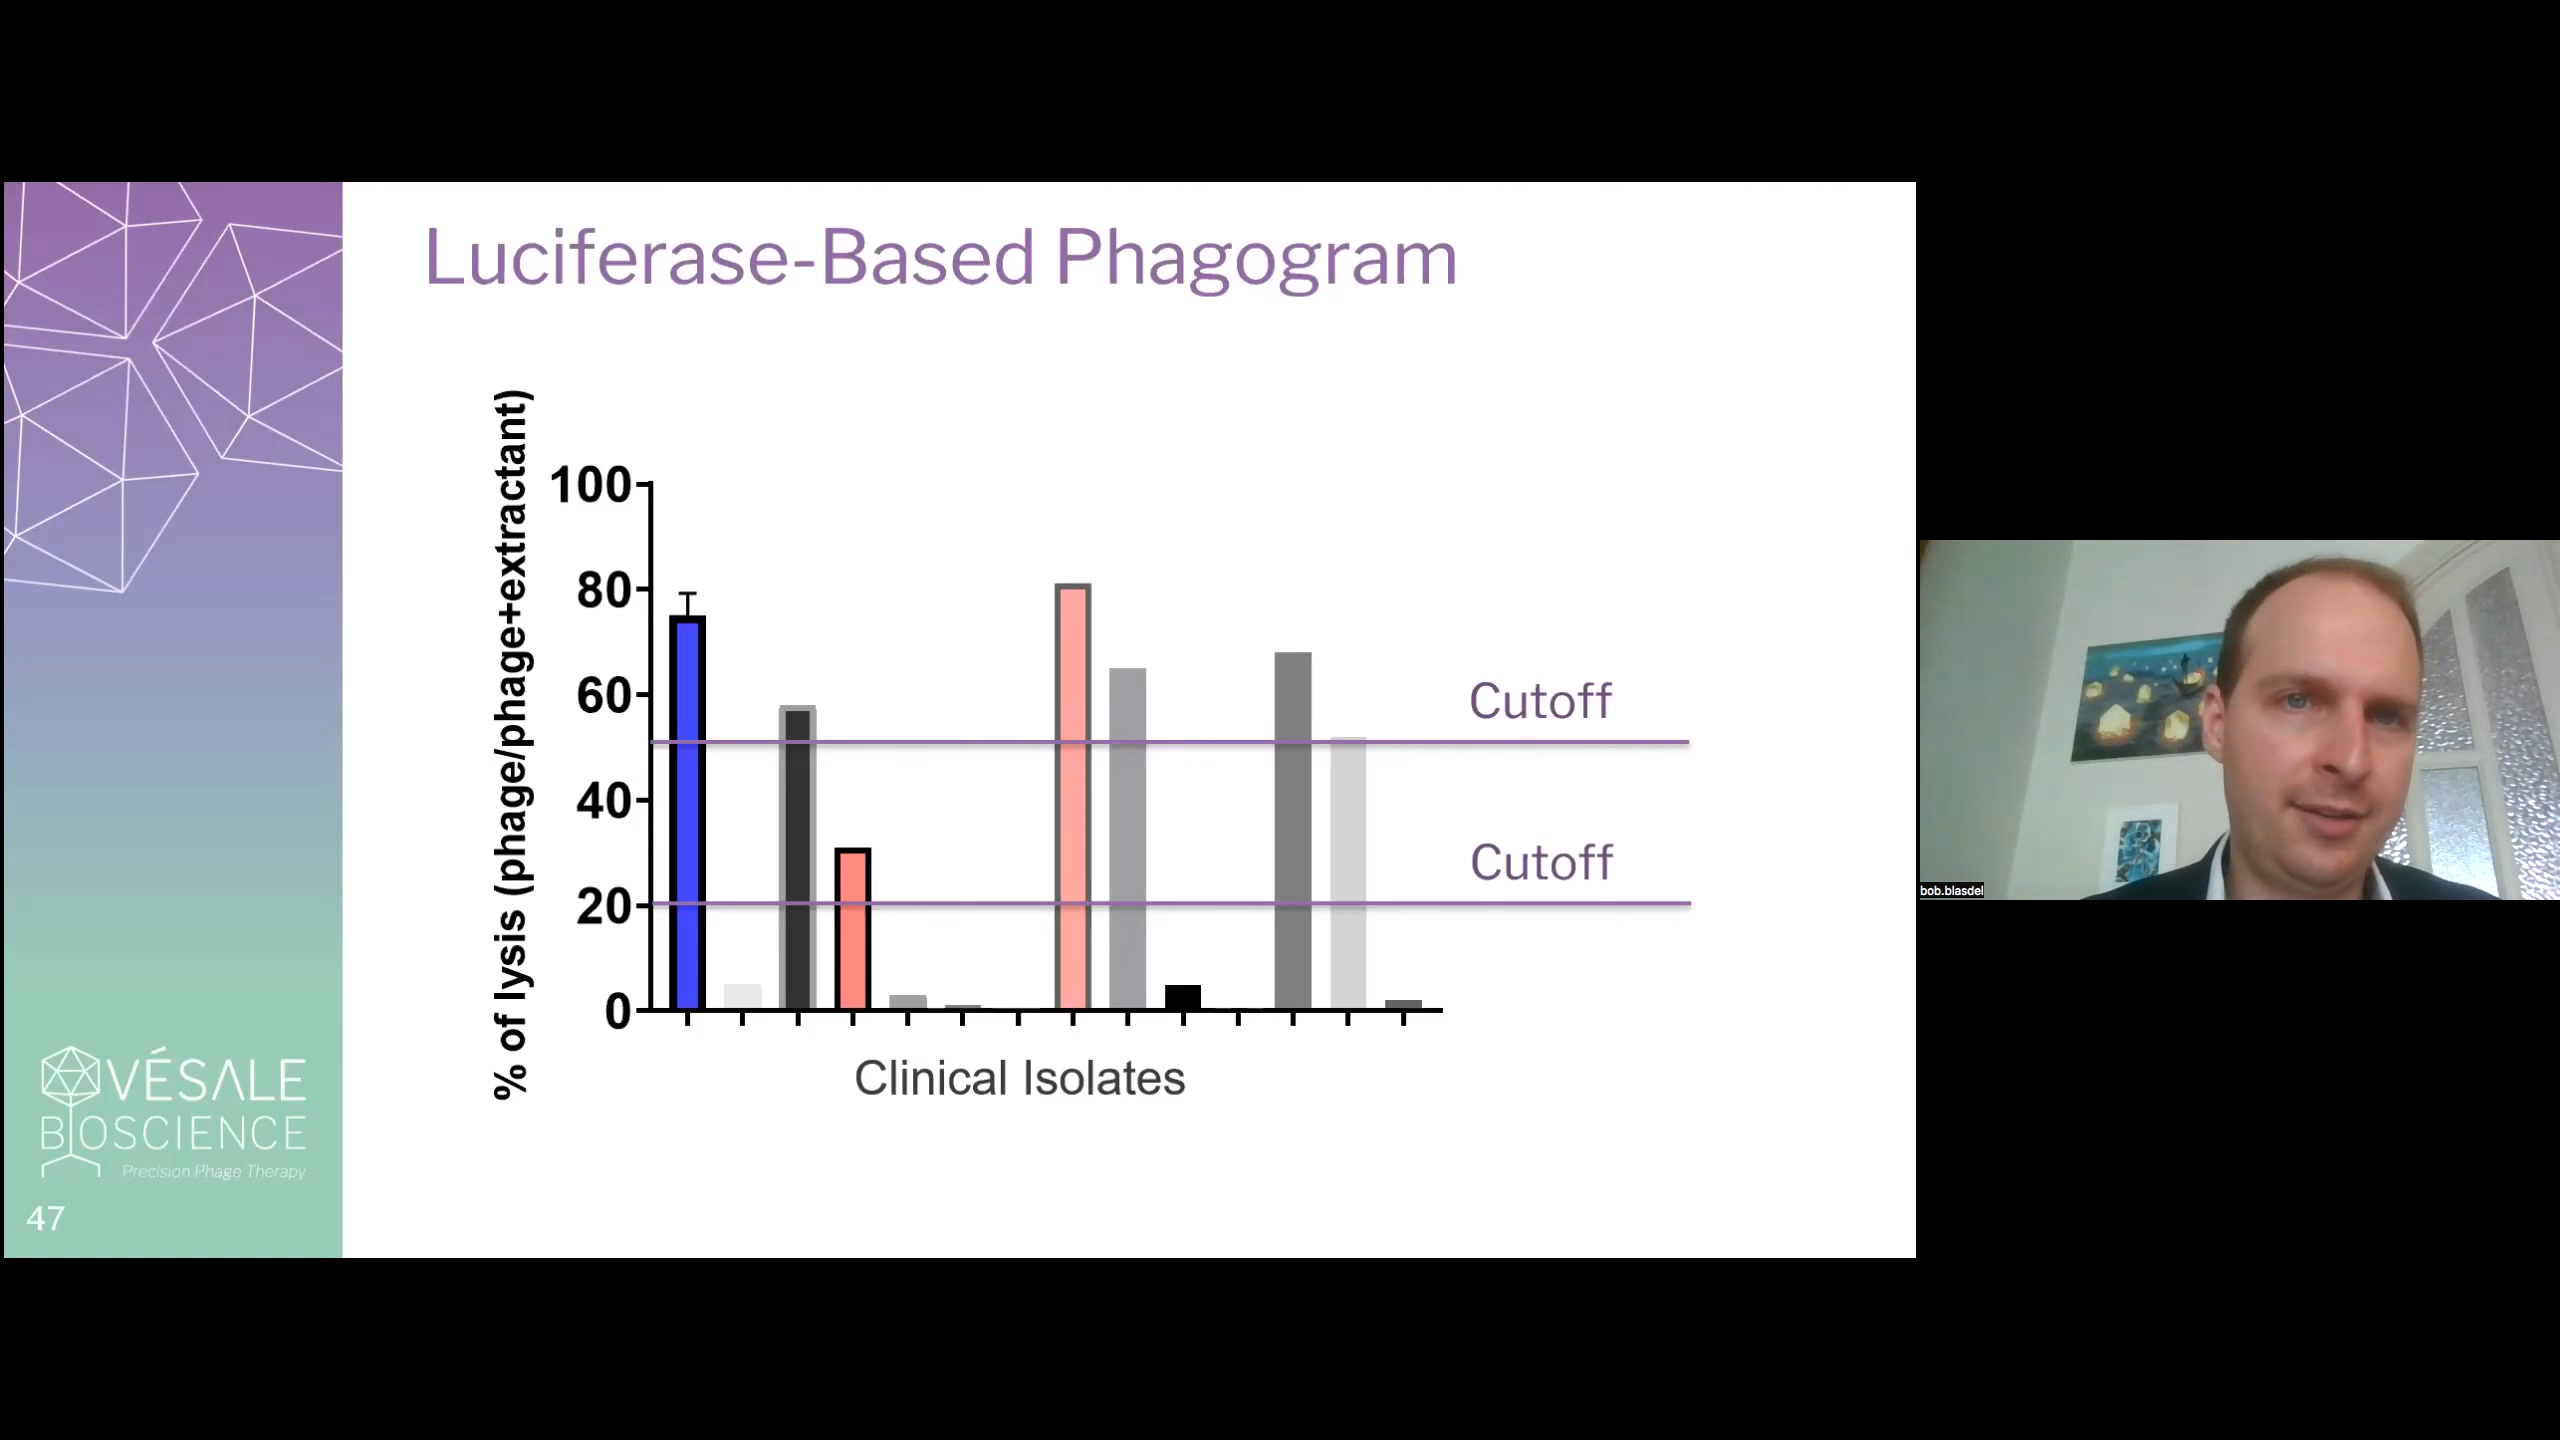 Luciferase-Based Phagogram
% of lysis (phage/phage+extractant)
100
80
60
40
20
0
Cutoff
Cutoff
Clinical Isolates
VÉSALE
BIOSCIENCE
Precision Phage Therapy
47
bob.blasdel